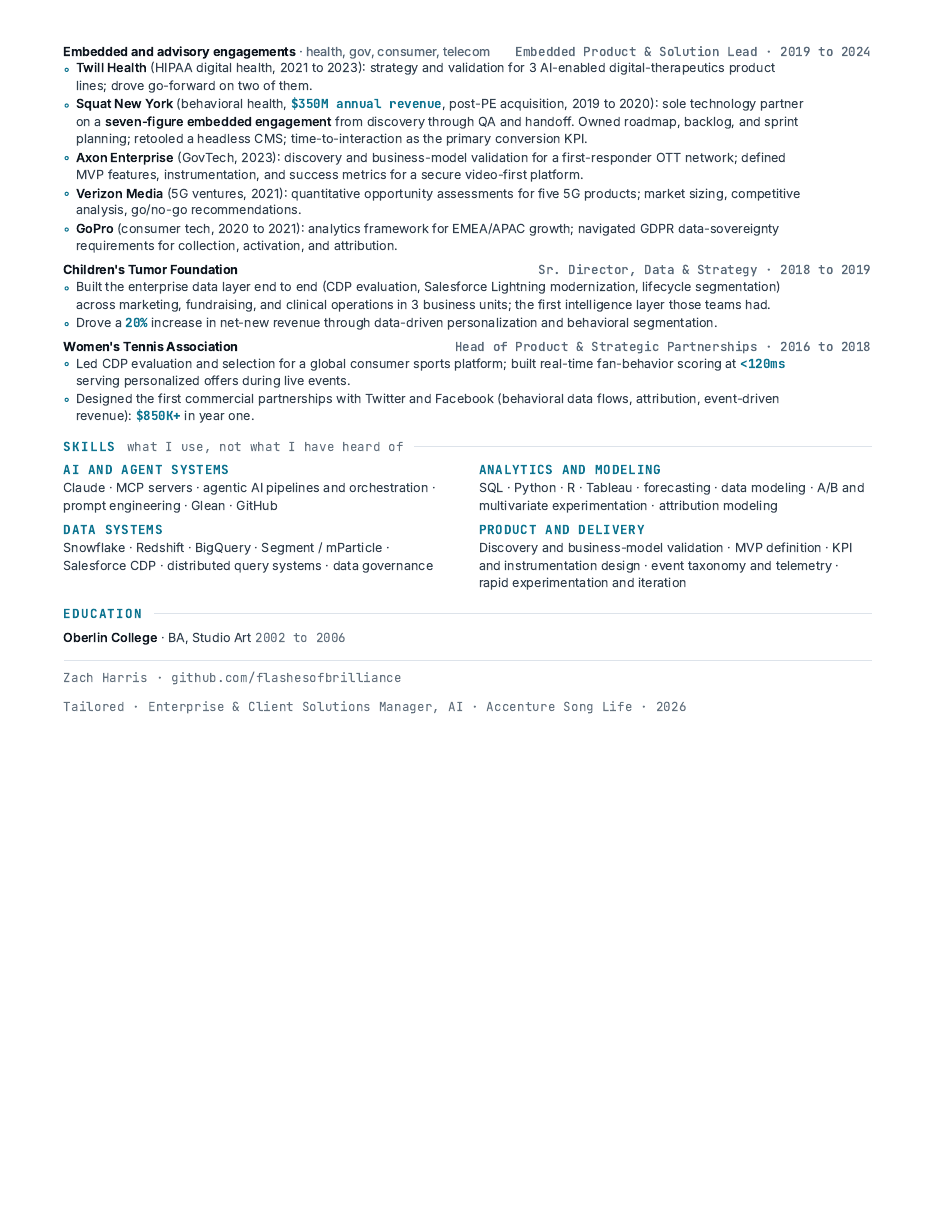 Embedded and advisory engagements · health, gov, consumer, telecom Embedded Product & Solution Lead · 2019 to 2024
Twill Health (HIPAA digital health, 2021 to 2023): strategy and validation for 3 AI-enabled digital-therapeutics product
lines; drove go-forward on two of them.
Squat New York (behavioral health, $350M annual revenue, post-PE acquisition, 2019 to 2020): sole technology partner
on a seven-figure embedded engagement from discovery through QA and handoff. Owned roadmap, backlog, and sprint
planning; retooled a headless CMS; time-to-interaction as the primary conversion KPI.
Axon Enterprise (GovTech, 2023): discovery and business-model validation for a first-responder OTT network; defined
MVP features, instrumentation, and success metrics for a secure video-first platform.
Verizon Media (5G ventures, 2021): quantitative opportunity assessments for five 5G products; market sizing, competitive
analysis, go/no-go recommendations.
GoPro (consumer tech, 2020 to 2021): analytics framework for EMEA/APAC growth; navigated GDPR data-sovereignty
requirements for collection, activation, and attribution.
Children's Tumor Foundation Sr. Director, Data & Strategy · 2018 to 2019
Built the enterprise data layer end to end (CDP evaluation, Salesforce Lightning modernization, lifecycle segmentation)
across marketing, fundraising, and clinical operations in 3 business units; the first intelligence layer those teams had.
Drove a 20% increase in net-new revenue through data-driven personalization and behavioral segmentation.
Women's Tennis Association Head of Product & Strategic Partnerships · 2016 to 2018
Led CDP evaluation and selection for a global consumer sports platform; built real-time fan-behavior scoring at <120ms
serving personalized offers during live events.
Designed the first commercial partnerships with Twitter and Facebook (behavioral data flows, attribution, event-driven
revenue): $850K+ in year one.
SKILLS what I use, not what I have heard of
AI AND AGENT SYSTEMS
Claude · MCP servers · agentic AI pipelines and orchestration ·
prompt engineering · Glean · GitHub
ANALYTICS AND MODELING
SQL · Python · R · Tableau · forecasting · data modeling · A/B and
multivariate experimentation · attribution modeling
DATA SYSTEMS
Snowflake · Redshift · BigQuery · Segment / mParticle ·
Salesforce CDP · distributed query systems · data governance
PRODUCT AND DELIVERY
Discovery and business-model validation · MVP definition · KPI
and instrumentation design · event taxonomy and telemetry ·
rapid experimentation and iteration
EDUCATION
Oberlin College · BA, Studio Art 2002 to 2006
Zach Harris · github.com/flashesofbrilliance
Tailored · Enterprise & Client Solutions Manager, AI · Accenture Song Life · 2026